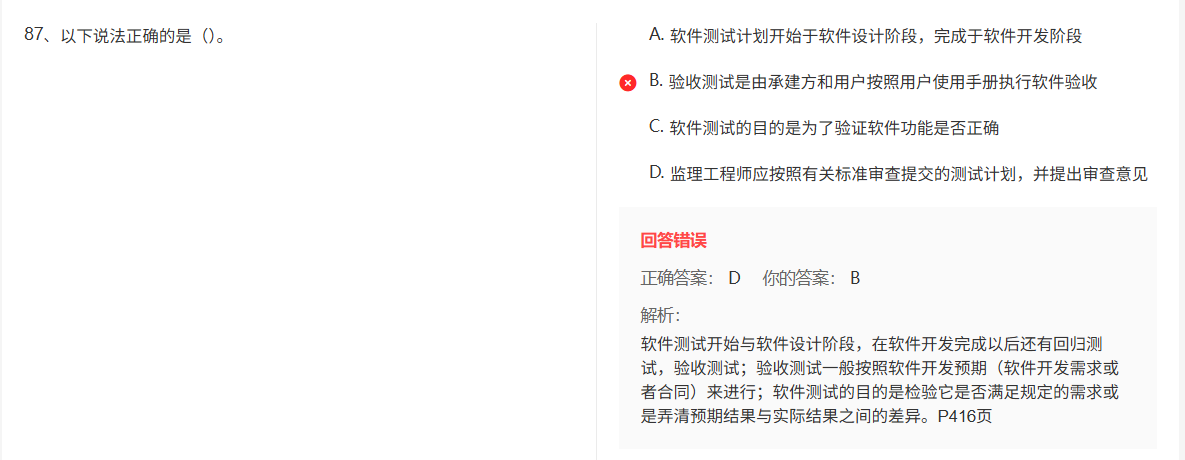 87、以下说法正确的是（）。
A. 软件测试计划开始于软件设计阶段，完成于软件开发阶段
B. 验收测试是由承建方和用户按照用户使用手册执行软件验收
C. 软件测试的目的是为了验证软件功能是否正确
D. 监理工程师应按照有关标准审查提交的测试计划，并提出审查意见
回答错误
正确答案： D 你的答案： B
解析：
软件测试开始与软件设计阶段，在软件开发完成以后还有回归测
试，验收测试；验收测试一般按照软件开发预期（软件开发需求或
者合同）来进行；软件测试的目的是检验它是否满足规定的需求或
是弄清预期结果与实际结果之间的差异。P416页